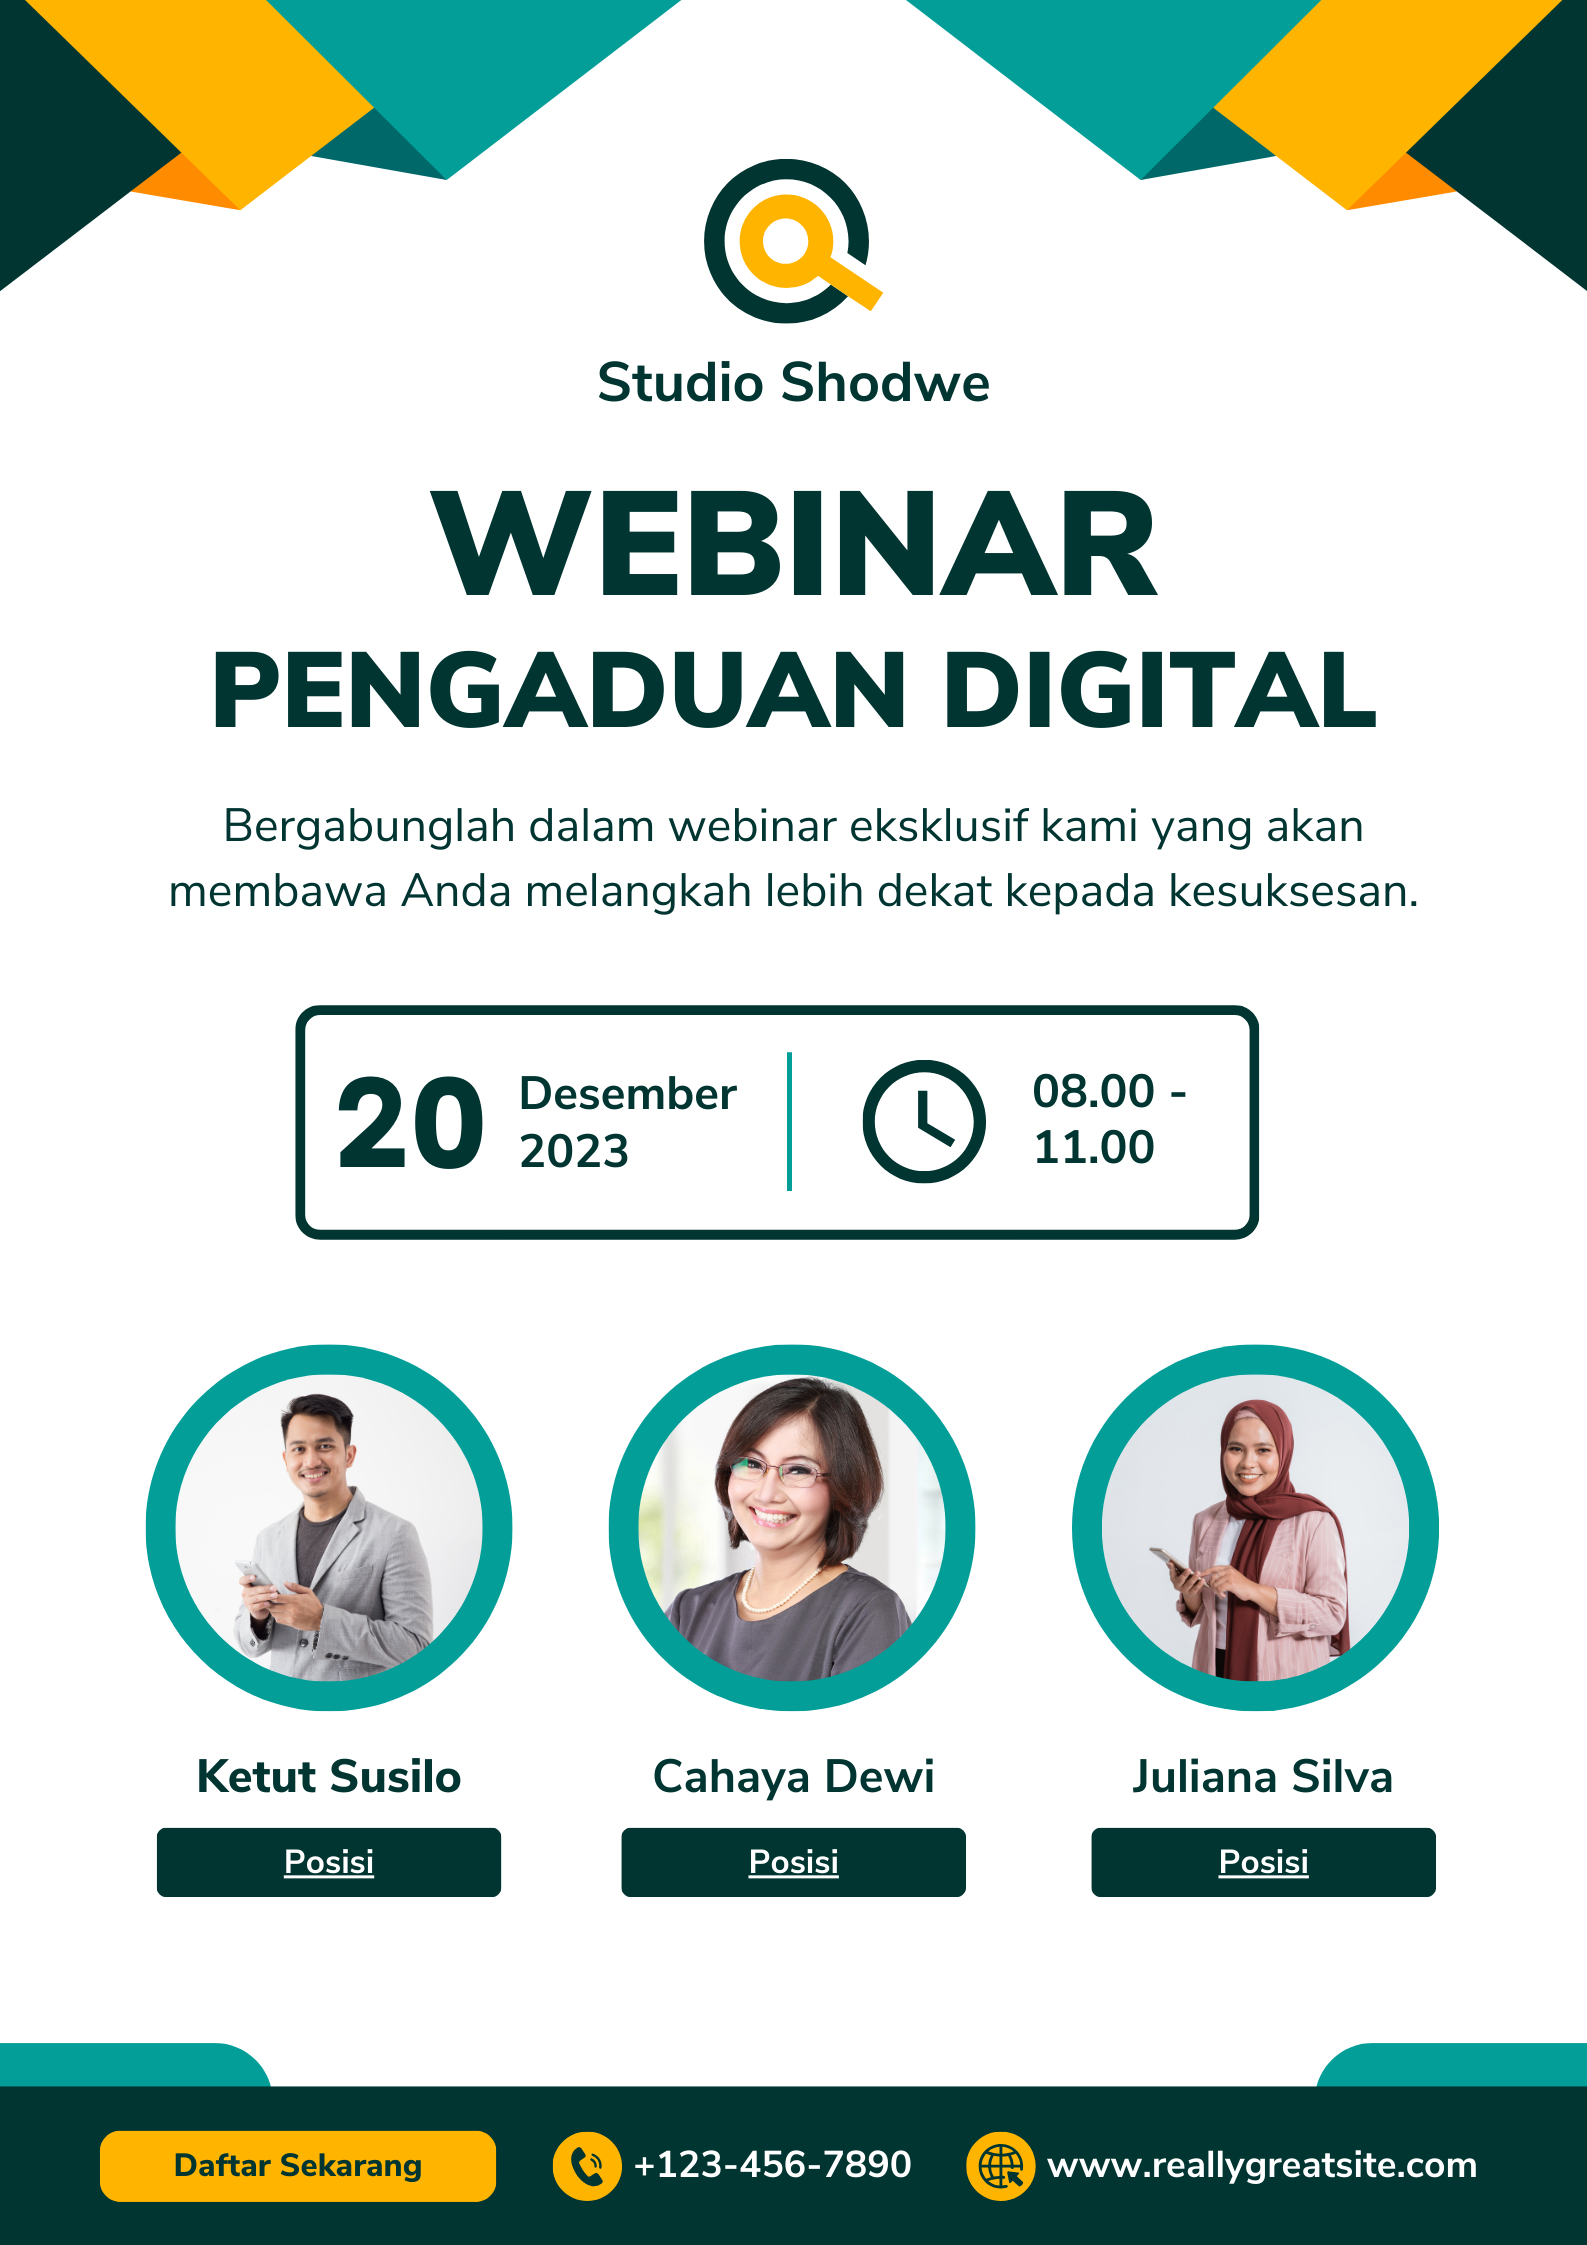 Studio Shodwe
WEBINAR
PENGADUAN DIGITAL
Bergabunglah dalam webinar eksklusif kami yang akan
membawa Anda melangkah lebih dekat kepada kesuksesan.
20
Desember
2023
08.00 -
11.00
Ketut Susilo
Posisi
Cahaya Dewi
Posisi
Juliana Silva
Posisi
Daftar Sekarang
+123-456-7890
www.reallygreatsite.com